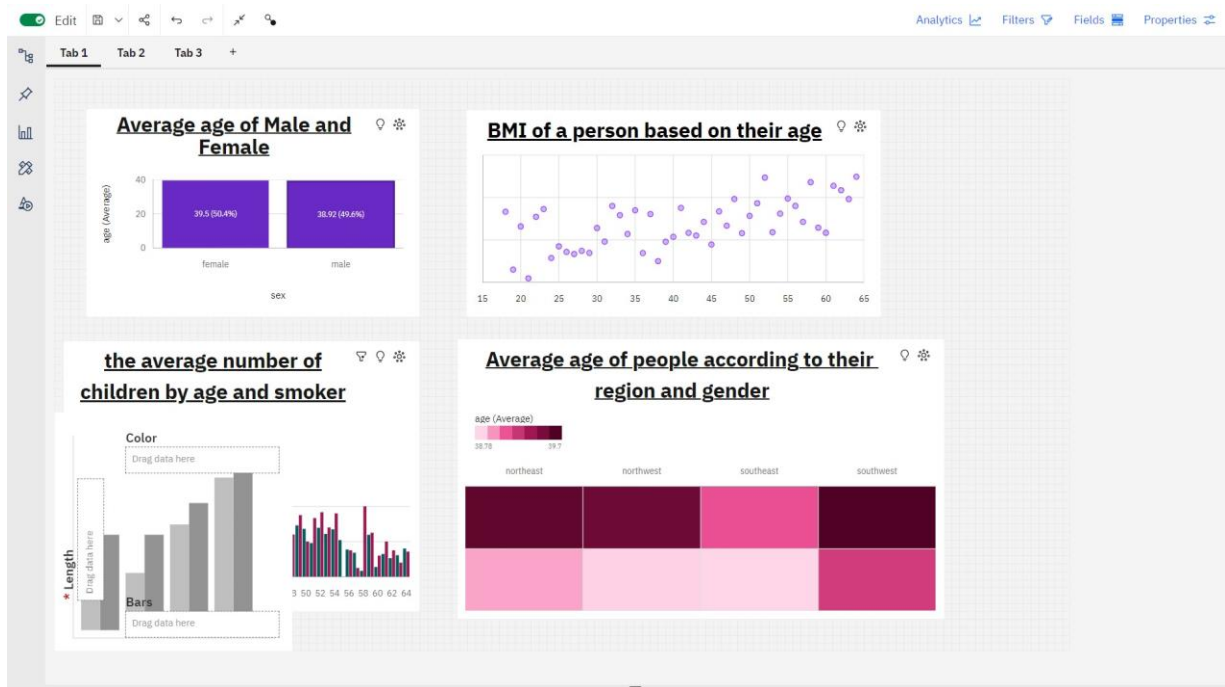 Edit
Analytics Filters Fields Properties
Tab 1 Tab 2 Tab 3 +
Average age of Male and
Female
age (Average)
40
20
0
39.5 (50.4%)
38.92 (49.6%)
female male
sex
BMI of a person based on their age
15 20 25 30 35 40 45 50 55 60 65
the average number of
children by age and smoker
Color
Drag data here
* Length
Drag data here
Bars
Drag data here
50 52 54 56 58 60 62 64
Average age of people according to their
region and gender
age (Average)
38.78 39.7
northeast northwest southeast southwest